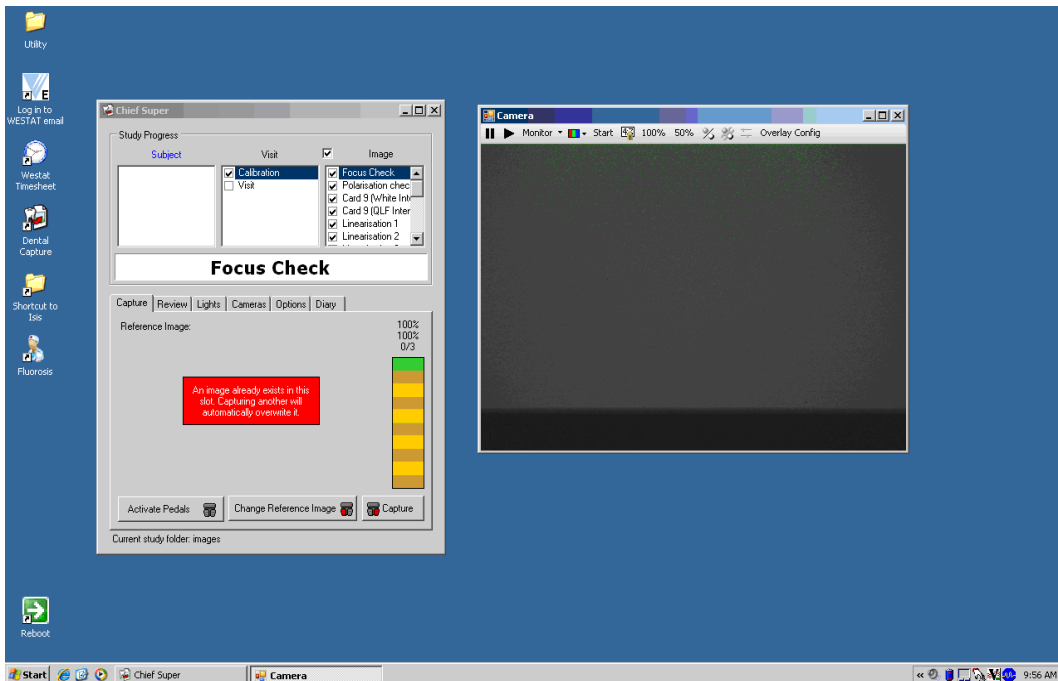 Utility
Log in to
WESTAT email
Westat
Timesheet
Dental
Capture
Shortcut to
Isis
Fluorosis
Reboot
Chief Super
Study Progress
Subject
Visit
Image
Calibration
Visit
Focus Check
Polarisation chec
Card 9 (White Int
Card 9 (QLF Inter
Linearisation 1
Linearisation 2
Focus Check
Capture
Review
Lights
Cameras
Options
Diary
Reference Image:
100%
100%
0/3
An image already exists in this
slot. Capturing another will
automatically overwrite it.
Activate Pedals
Change Reference Image
Capture
Current study folder: images
Camera
Monitor
Start
100%
50%
Overlay Config
Start
Chief Super
Camera
9:56 AM